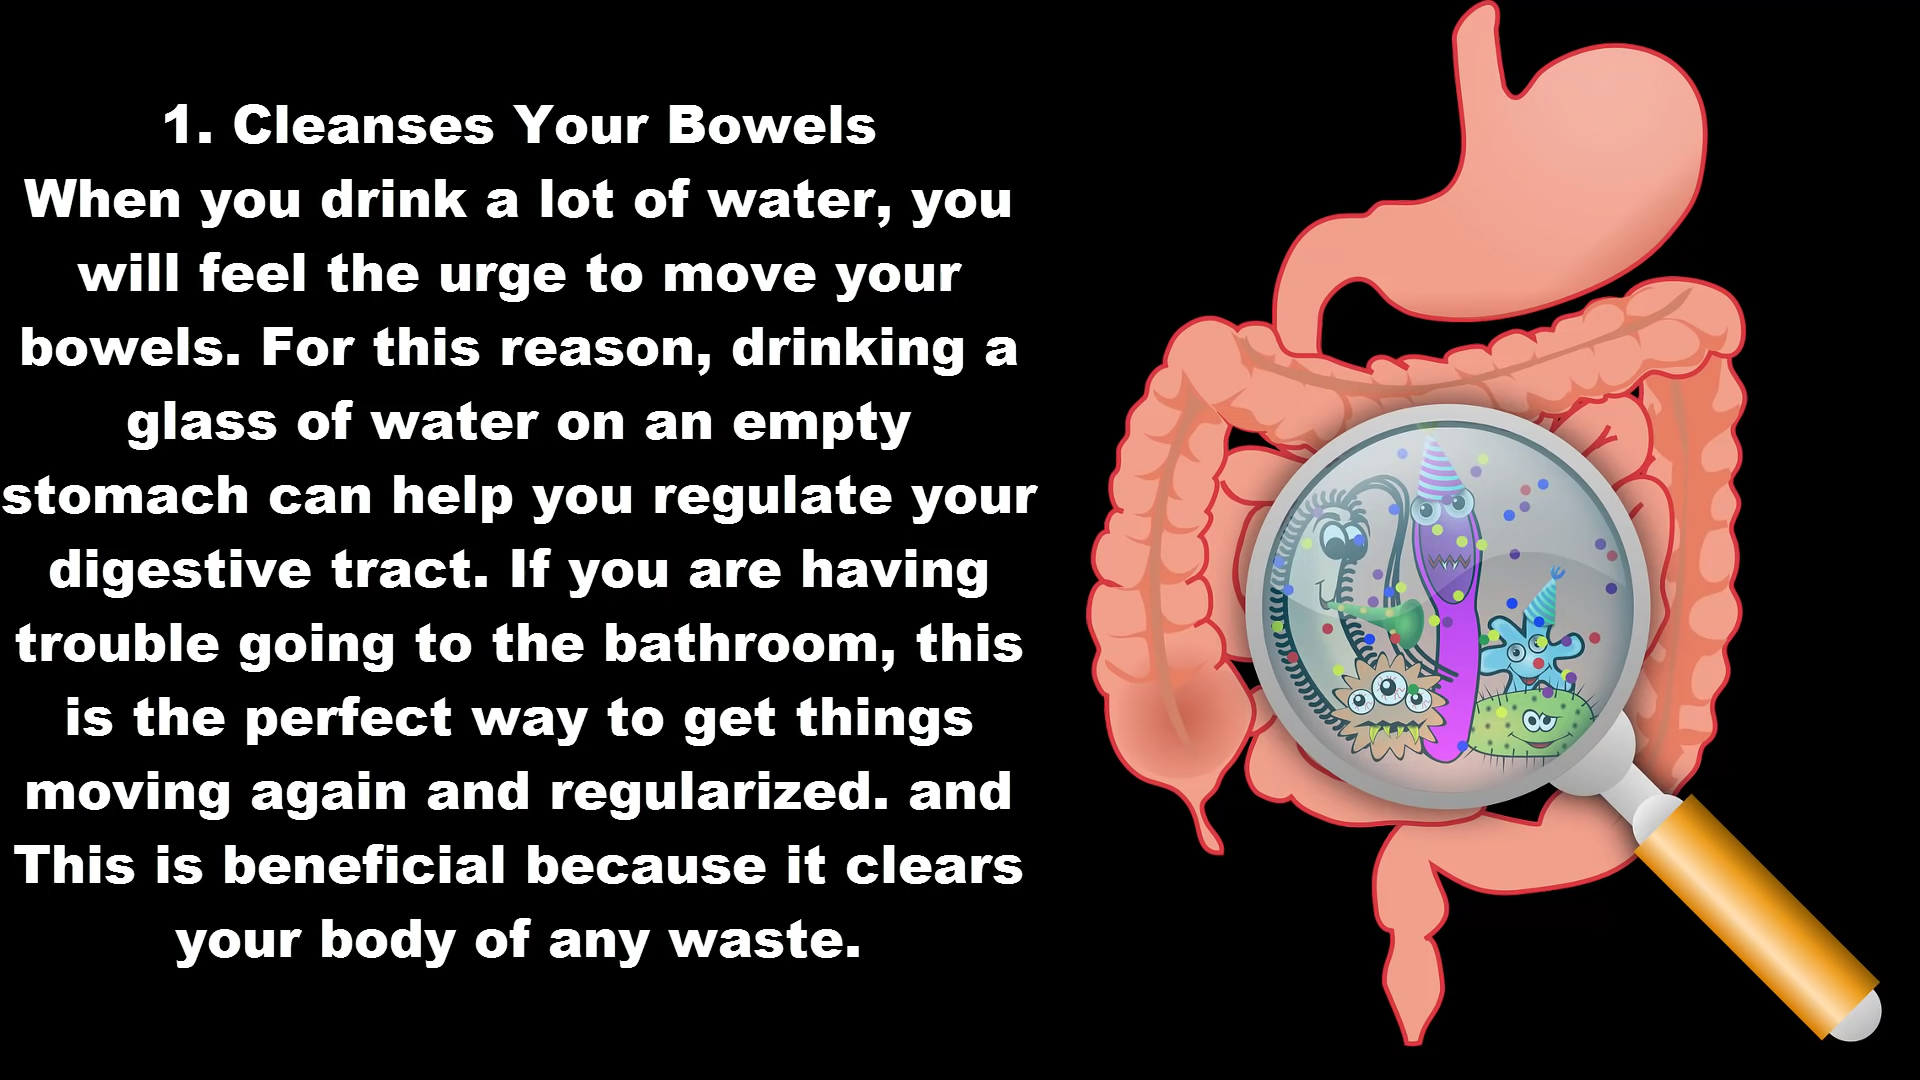 1. Cleanses Your Bowels
When you drink a lot of water, you
will feel the urge to move your
bowels. For this reason, drinking a
glass of water on an empty
stomach can help you regulate your
digestive tract. If you are having
trouble going to the bathroom, this
is the perfect way to get things
moving again and regularized. and
This is beneficial because it clears
your body of any waste.